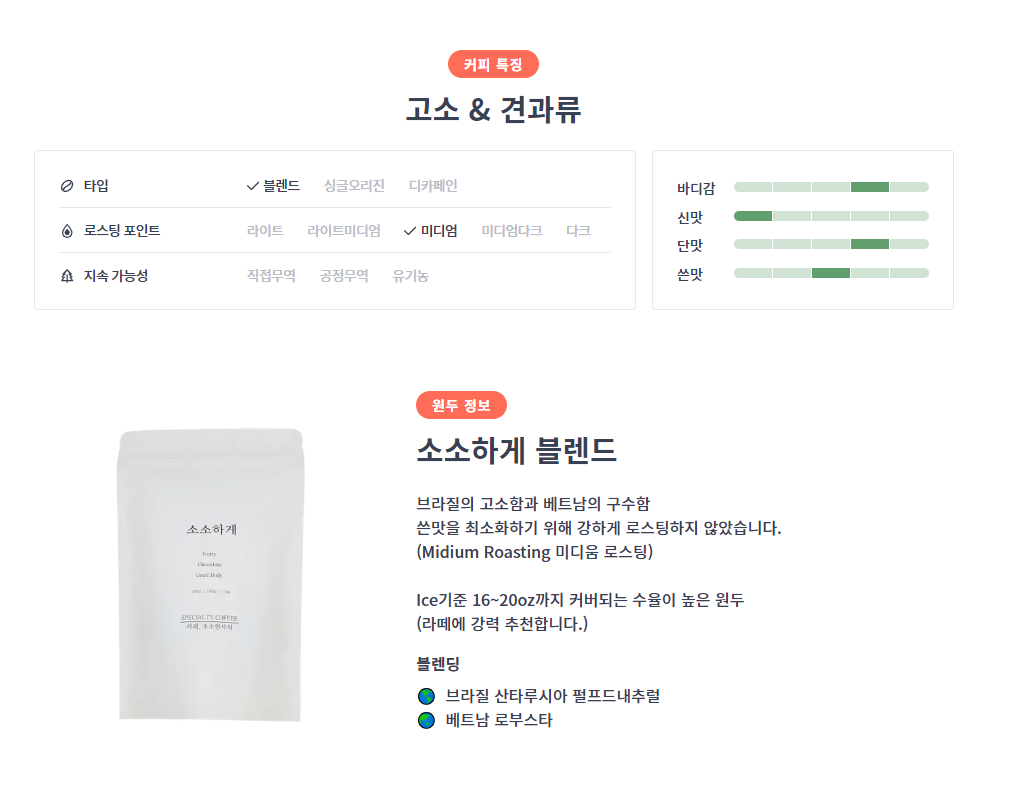 커피 특징
고소 & 견과류
타입 블렌드 싱글오리진 디카페인
로스팅 포인트 라이트 라이트미디엄 미디엄 미디엄다크 다크
지속 가능성 직접무역 공정무역 유기농
바디감
신맛
단맛
쓴맛
원두 정보
소소하게 블렌드
브라질의 고소함과 베트남의 구수함
쓴맛을 최소화하기 위해 강하게 로스팅하지 않았습니다.
(Midium Roasting 미디움 로스팅)
Ice기준 16~20oz까지 커버되는 수율이 높은 원두
(라떼에 강력 추천합니다.)
블렌딩
브라질 산타루시아 펄프드내추럴
베트남 로부스타
소소하게
Nutty
Chocolate
Good Body
SPECIALTY COFFEE
카페, 소소한사치